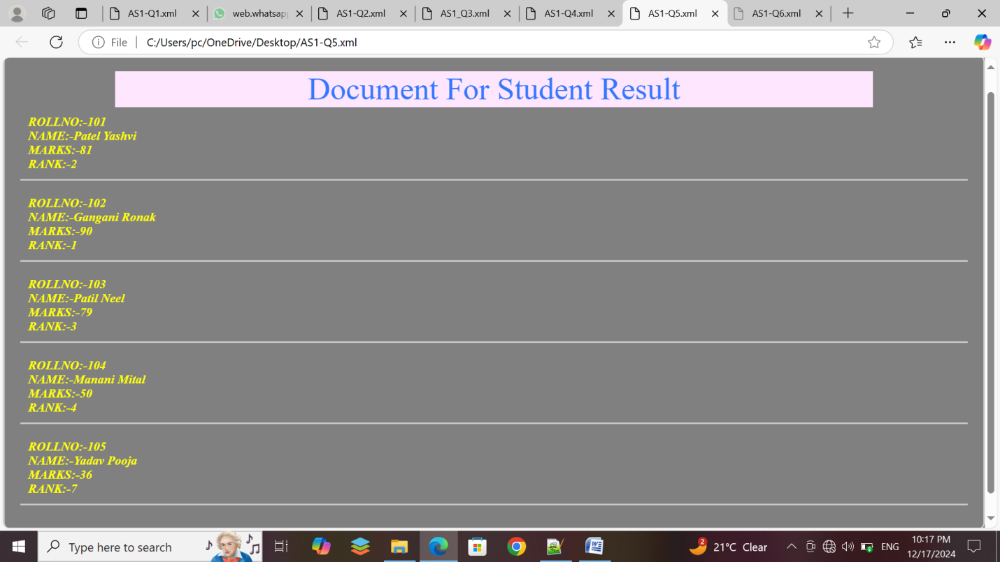 AS1-Q1.xml
web.whatsap
AS1-Q2.xml
AS1_Q3.xml
AS1-Q4.xml
AS1-Q5.xml
AS1-Q6.xml
File
C:/Users/pc/OneDrive/Desktop/AS1-Q5.xml
Document For Student Result
ROLLNO:-101
NAME:-Patel Yashvi
MARKS:-81
RANK:-2
ROLLNO:-102
NAME:-Gangani Ronak
MARKS:-90
RANK:-1
ROLLNO:-103
NAME:-Patil Neel
MARKS:-79
RANK:-3
ROLLNO:-104
NAME:-Manani Mital
MARKS:-50
RANK:-4
ROLLNO:-105
NAME:-Yadav Pooja
MARKS:-36
RANK:-7
Type here to search
2
21°C Clear
ENG
10:17 PM
12/17/2024